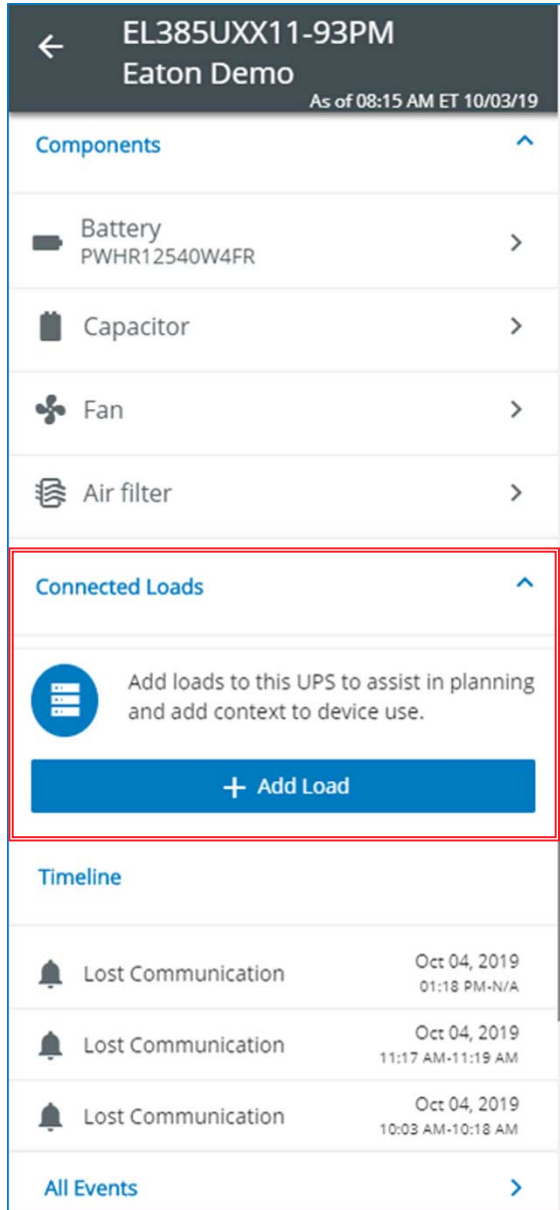 EL385UXX11-93PM
Eaton Demo
As of 08:15 AM ET 10/03/19
Components
Battery
PWHR12540W4FR
Capacitor
Fan
Air filter
Connected Loads
Add loads to this UPS to assist in planning
and add context to device use.
+ Add Load
Timeline
Lost Communication
Oct 04, 2019
01:18 PM-N/A
Lost Communication
Oct 04, 2019
11:17 AM-11:19 AM
Lost Communication
Oct 04, 2019
10:03 AM-10:18 AM
All Events